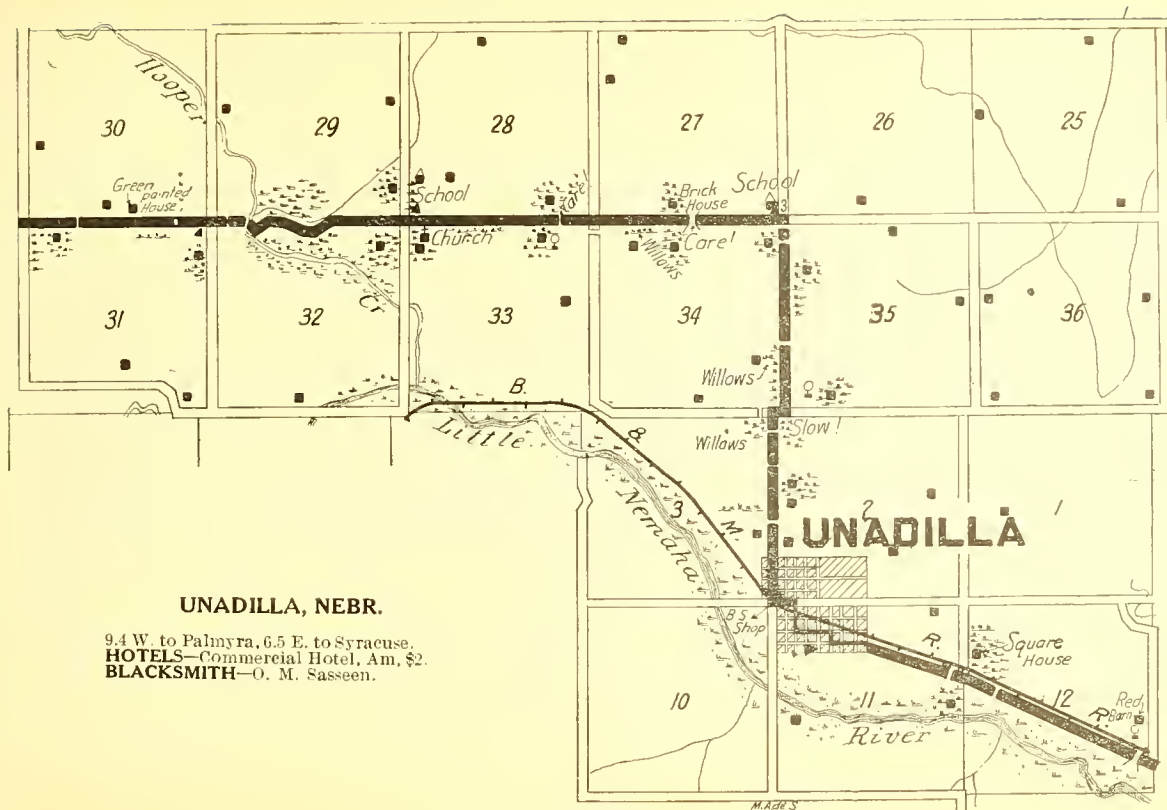 Hooper
30
29
28
27
26
25
Green
painted
House
School
Care!
Brick
House
School
Church
Willows
Care!
31
32
Cr
33
34
35
36
Willows
B.
&
M.
Little
Nemaha
River
Willows
Slow!
3
2
1
UNADILLA
B S
Shop
R.
R.
Square
House
Red
Barn
10
11
12
UNADILLA, NEBR.
9.4 W. to Palmyra, 6.5 E. to Syracuse.
HOTELS—Commercial Hotel, Am, $2.
BLACKSMITH—O. M. Sasseen.
M. Ade S